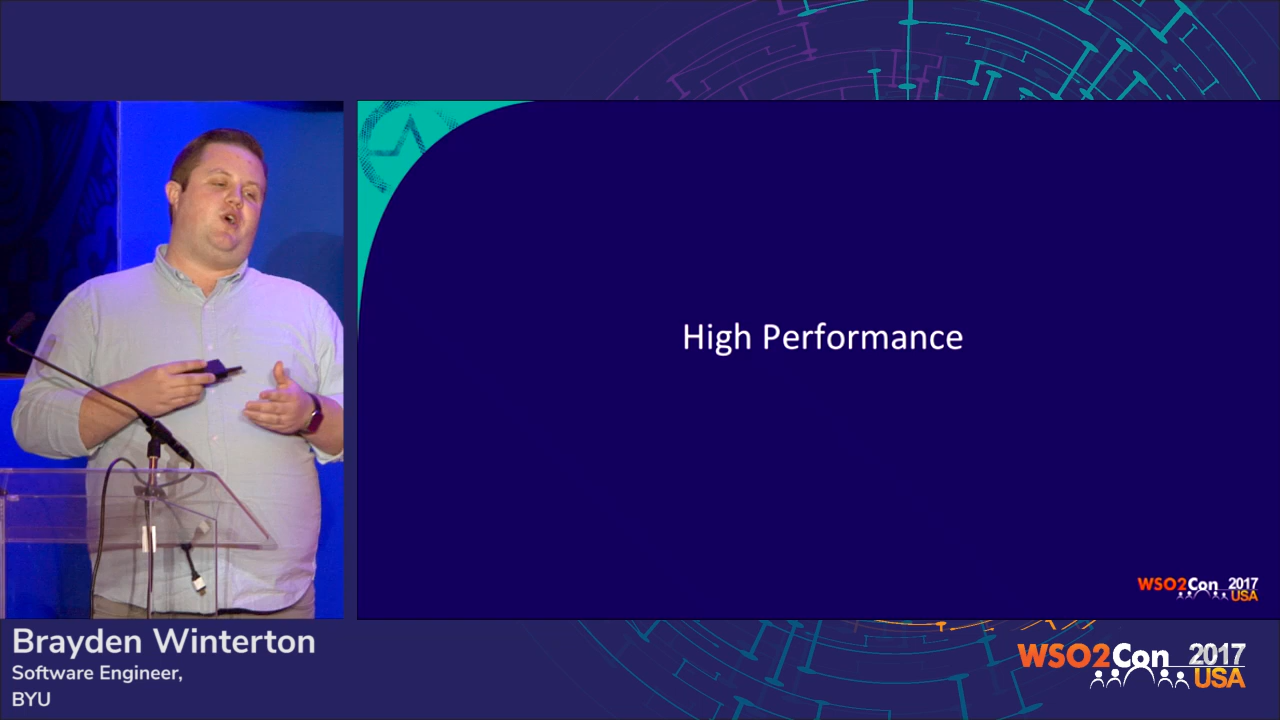 High Performance
WSO2Con 2017
USA
Brayden Winterton
Software Engineer,
BYU
WSO2Con 2017
USA